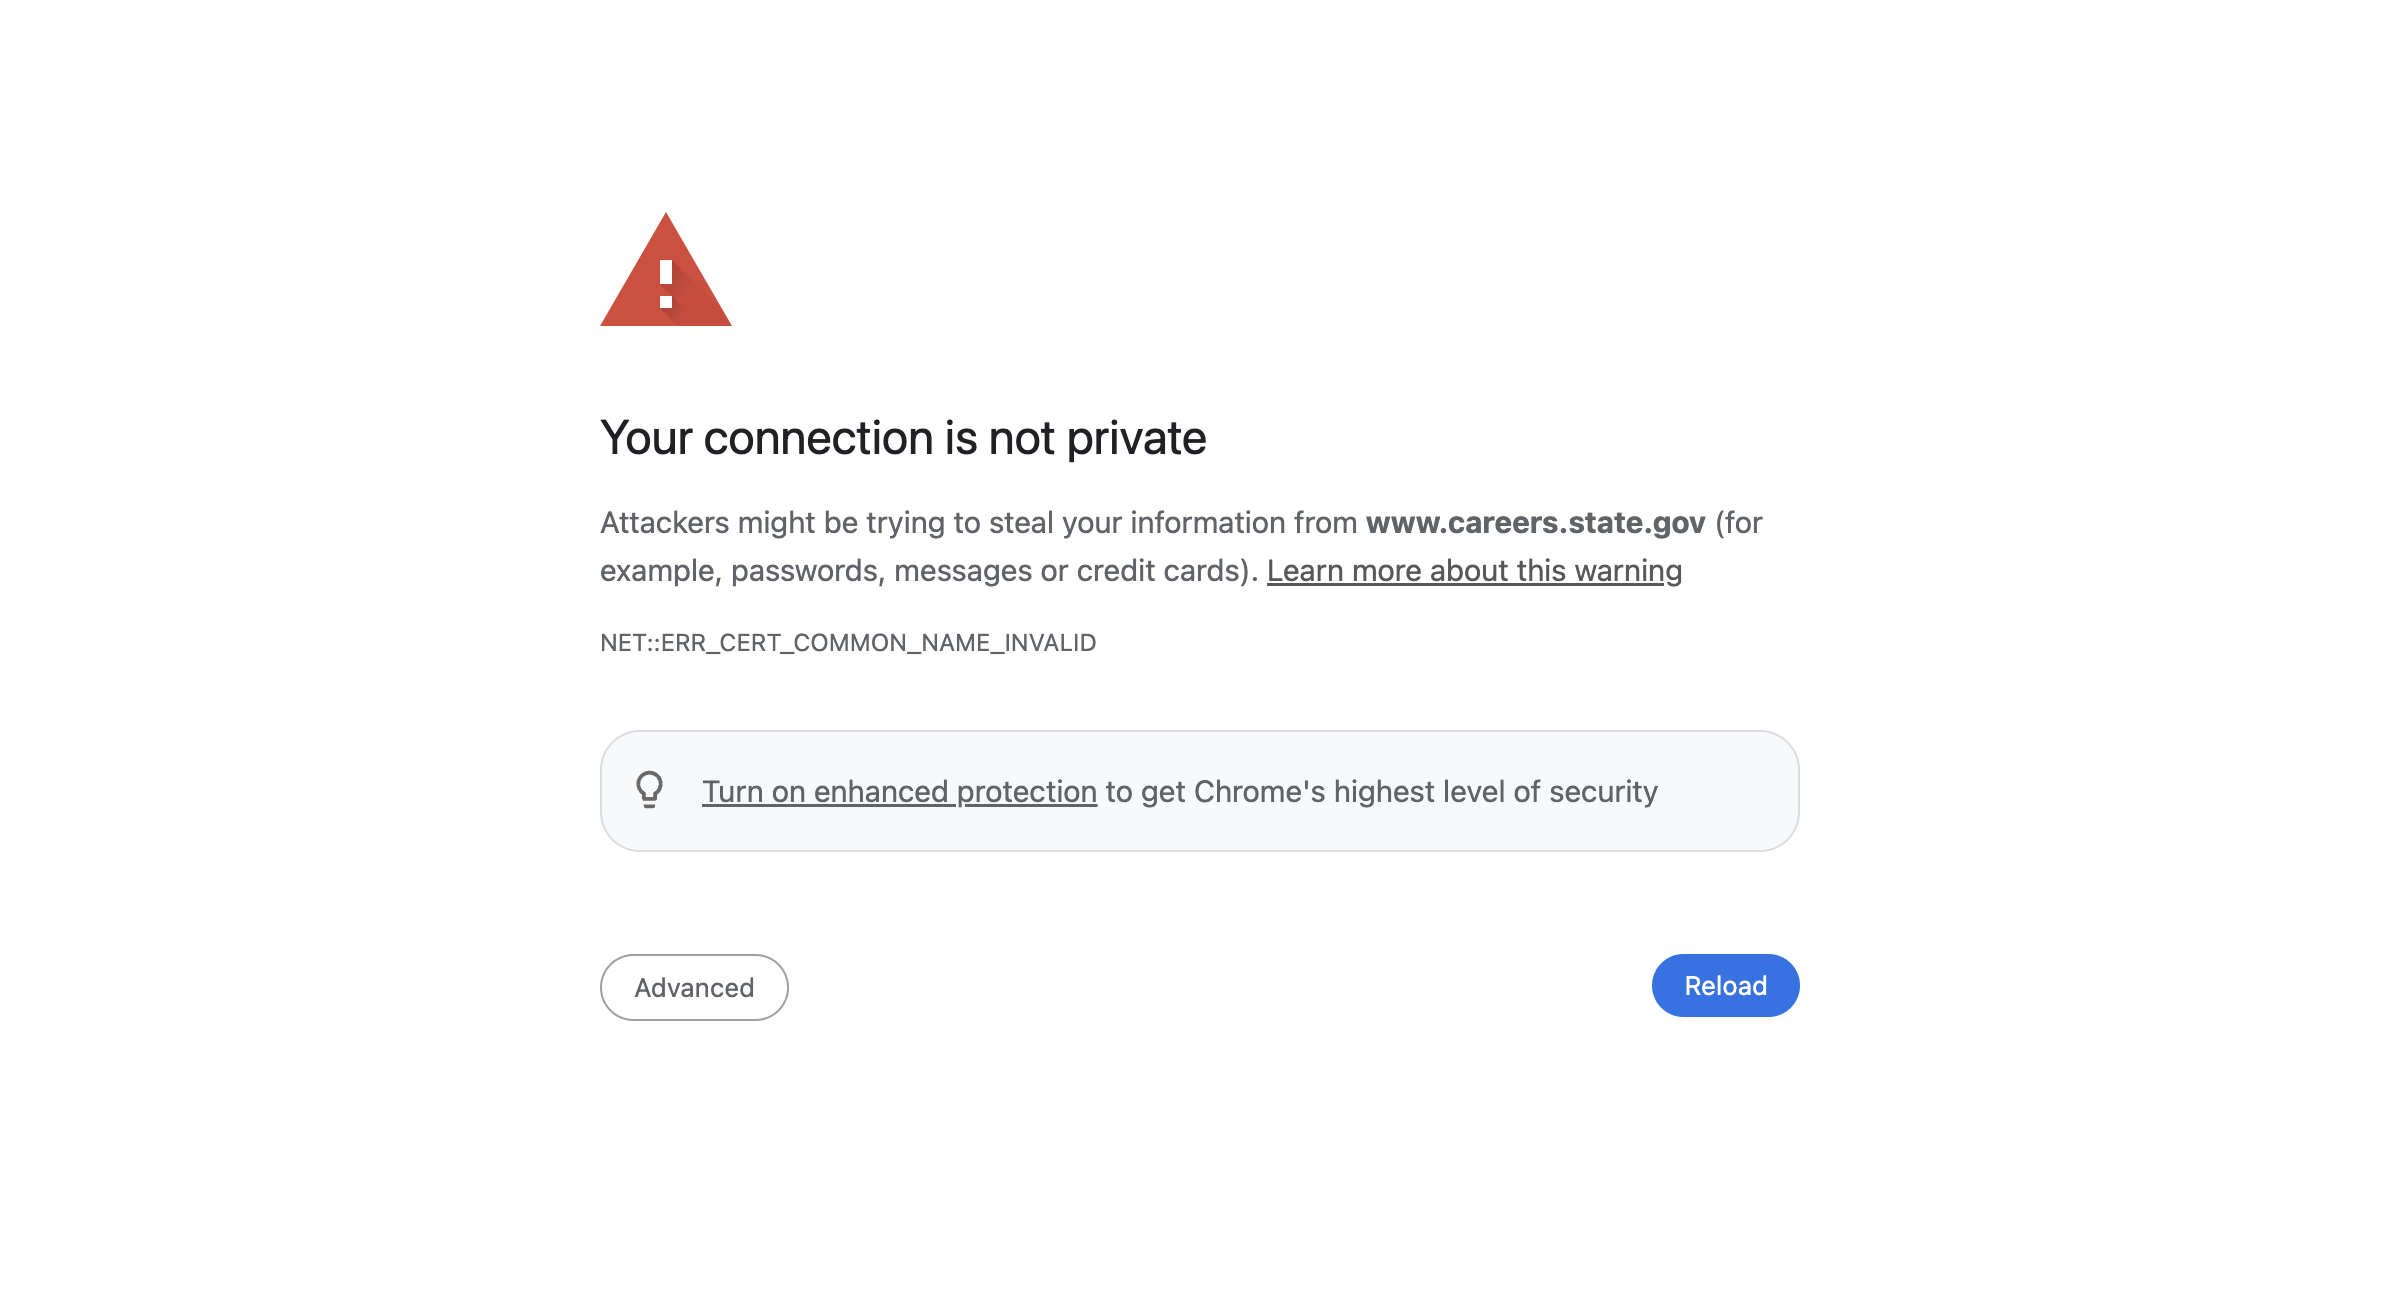 Your connection is not private
Attackers might be trying to steal your information from www.careers.state.gov (for
example, passwords, messages or credit cards). Learn more about this warning
NET::ERR_CERT_COMMON_NAME_INVALID
Turn on enhanced protection to get Chrome's highest level of security
Advanced
Reload